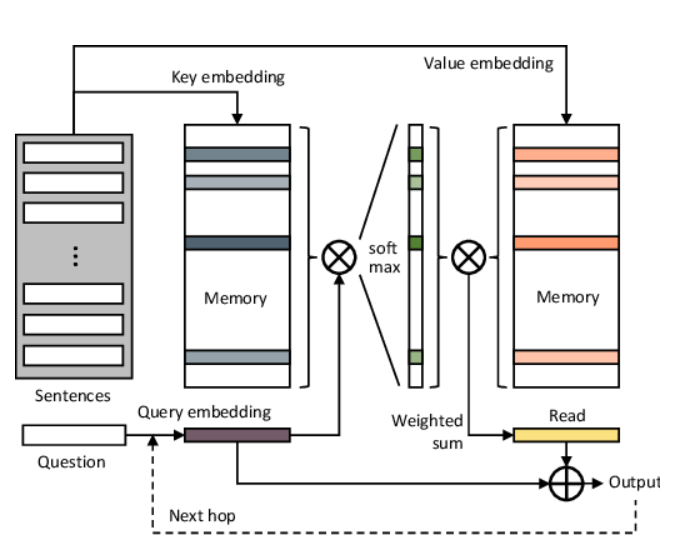 Value embedding
Key embedding
soft
max
Memory
Memory
Sentences
Query embedding
Weighted
sum
Read
Question
Output
Next hop